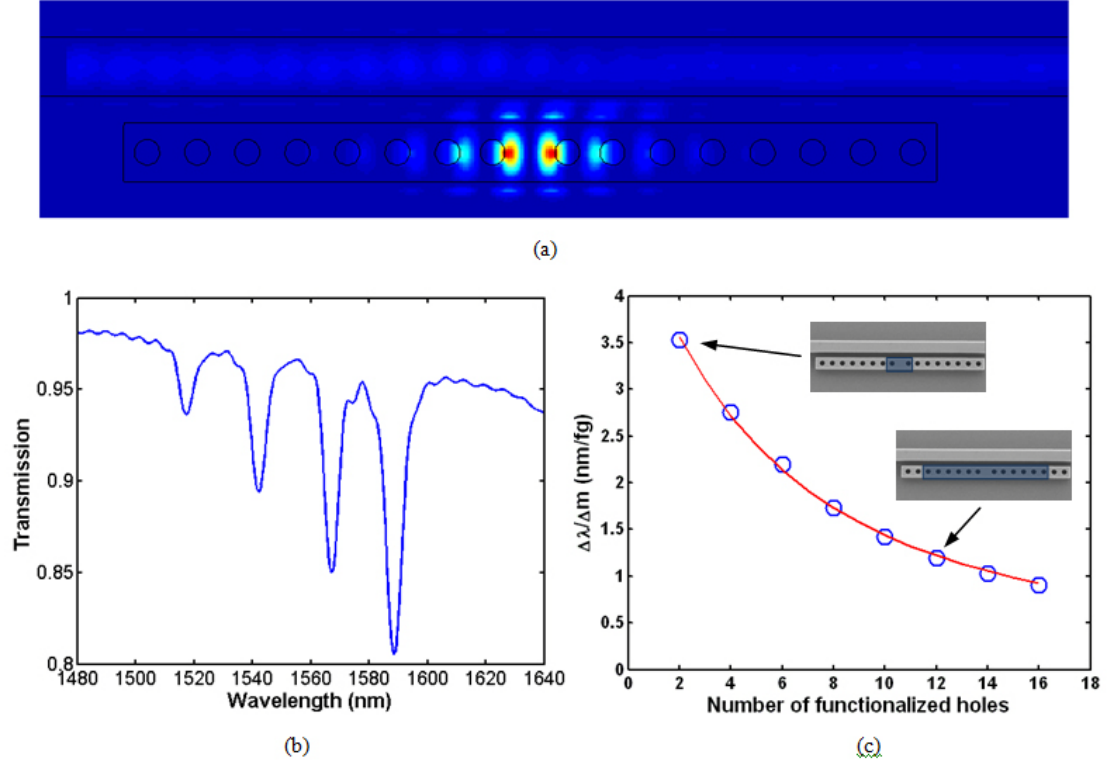 (a)
1
0.95
0.9
0.85
0.8
Transmission
1480 1500 1520 1540 1560 1580 1600 1620 1640
Wavelength (nm)
(b)
4
3.5
3
2.5
2
1.5
1
0.5
0
Δλ/Δm (nm/fg)
0 2 4 6 8 10 12 14 16 18
Number of functionalized holes
(c)